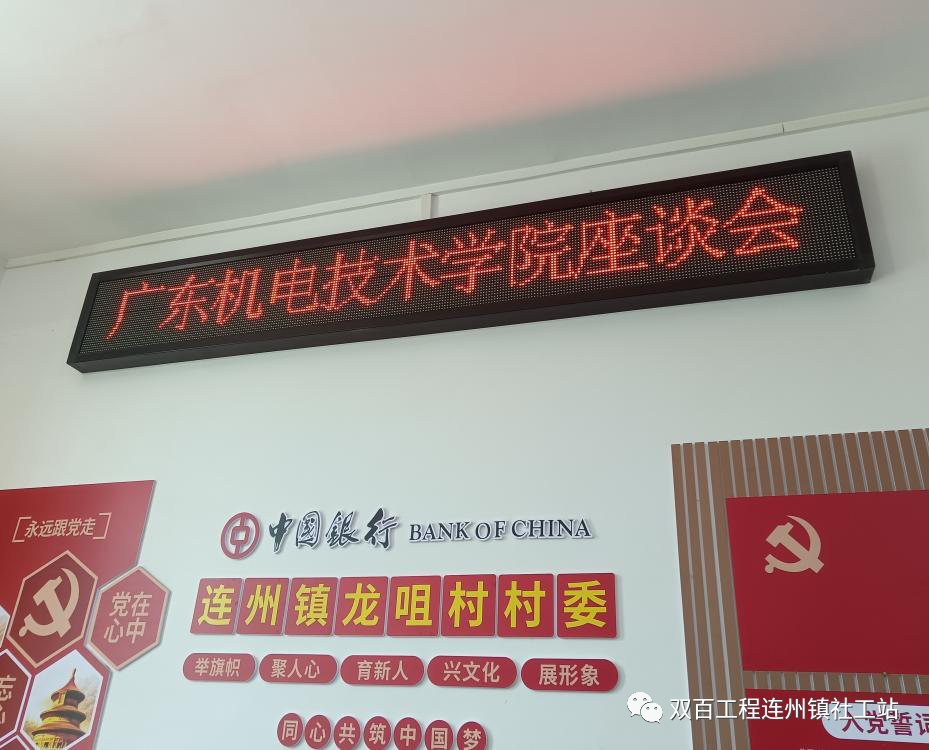 广东机电技术学院座谈会
永远跟党走
党在
心中
中国銀行 BANK OF CHINA
连州镇龙咀村村委
举旗帜 聚人心 育新人 兴文化 展形象
同心共筑中国梦
入党誓词
双百工程连州镇社工站